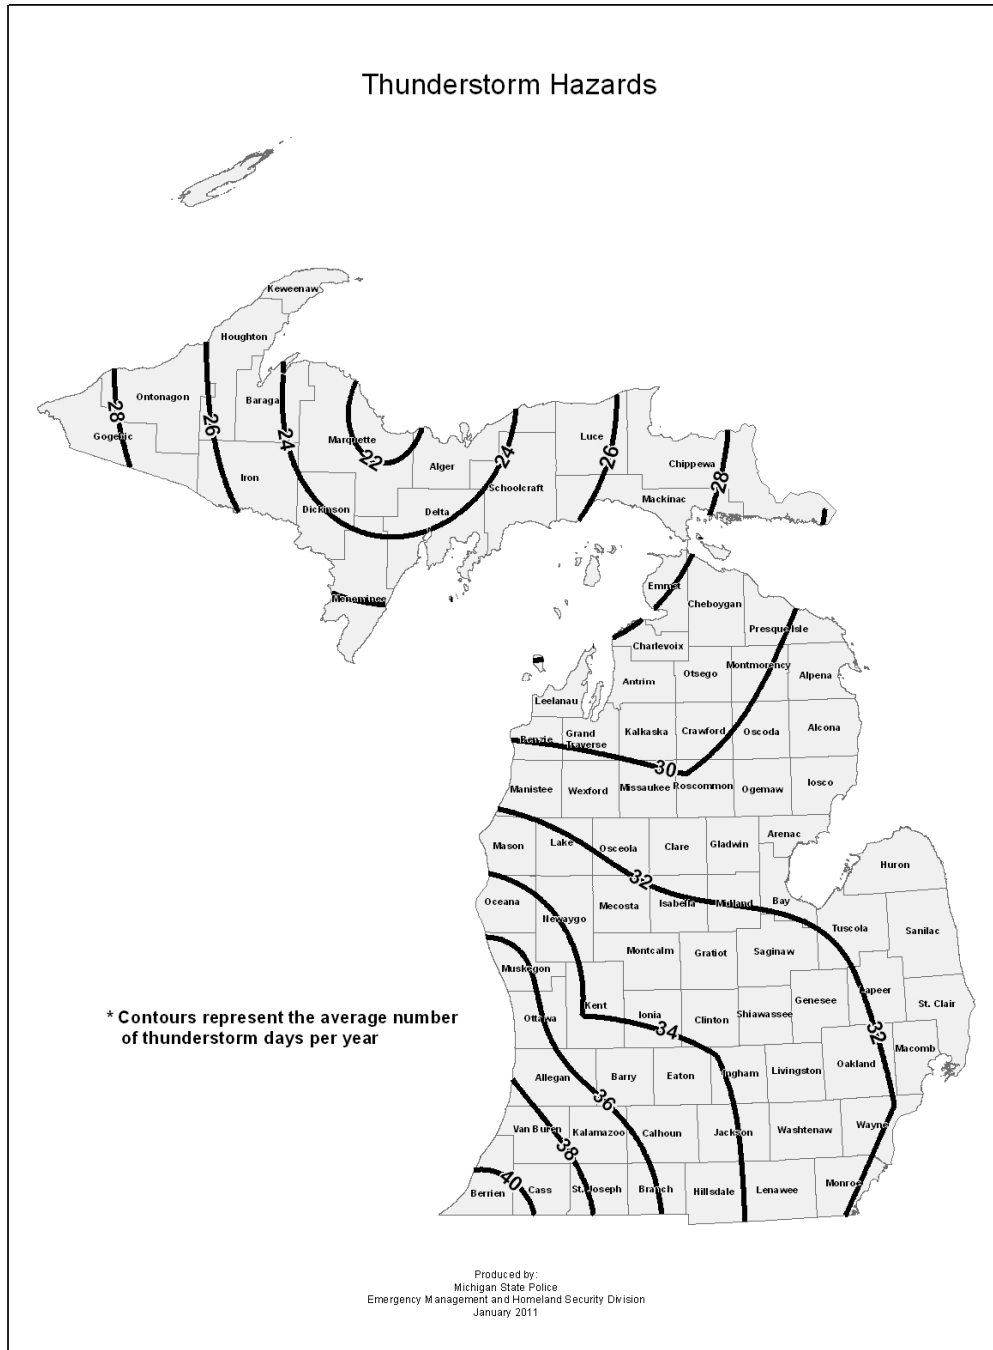 Thunderstorm Hazards
Keweenaw
Houghton
Ontonagon
Baraga
28
26
24
Gogebic
Marquette
22
Alger
24
Luce
26
Chippewa
28
Iron
Schoolcraft
Mackinac
Dickinson
Delta
Menominee
Emmet
Cheboygan
Presque Isle
Charlevoix
Montmorency
Otsego
Alpena
Antrim
Leelanau
Benzie
Grand
Traverse
Kalkaska
Crawford
Oscoda
Alcona
30
Manistee
Wexford
Missaukee
Roscommon
Ogemaw
Iosco
Mason
Lake
Osceola
Clare
Gladwin
Arenac
Huron
32
Oceana
Newaygo
Mecosta
Isabella
Midland
Bay
Tuscola
Sanilac
Montcalm
Gratiot
Saginaw
Muskegon
Kent
Ionia
Clinton
Shiawassee
Genesee
Lapeer
St. Clair
* Contours represent the average number
of thunderstorm days per year
Ottawa
34
32
Macomb
Allegan
Barry
Eaton
Ingham
Livingston
Oakland
36
Van Buren
Kalamazoo
Calhoun
Jackson
Washtenaw
Wayne
38
40
Berrien
Cass
St. Joseph
Branch
Hillsdale
Lenawee
Monroe
Produced by:
Michigan State Police
Emergency Management and Homeland Security Division
January 2011